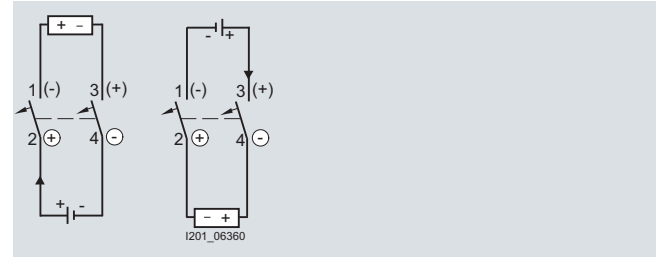 + -
- +
1 (-) 3 (+) 1 (-) 3 (+)
2 + 4 - 2 + 4 -
+ -
- +
I201_06360